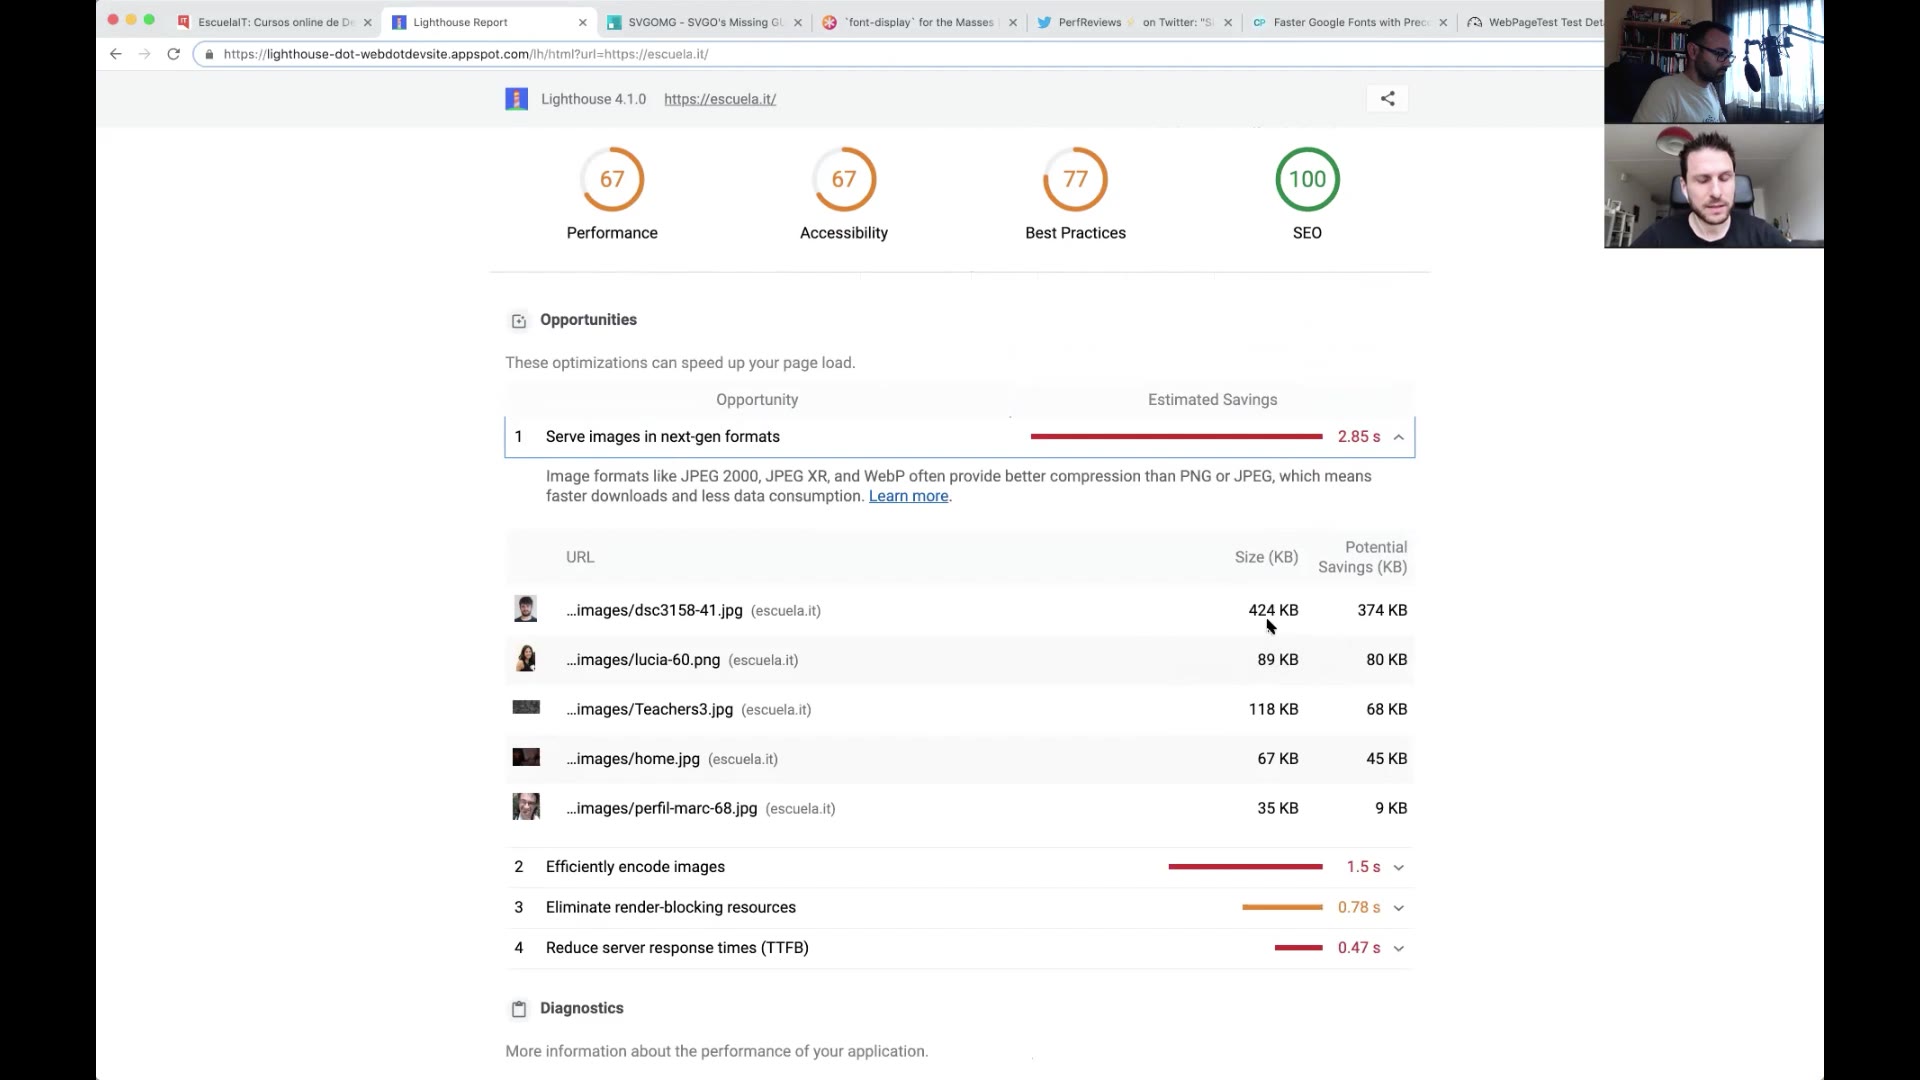 EscuelaIT: Cursos online de De
Lighthouse Report
SVGOMG - SVGO's Missing GU
`font-display` for the Masses
PerfReviews ⚡ on Twitter: "Si
Faster Google Fonts with Prec
WebPageTest Test Deta
https://lighthouse-dot-webdotdevsite.appspot.com/lh/html?url=https://escuela.it/
Lighthouse 4.1.0 https://escuela.it/
67 67 77 100
Performance Accessibility Best Practices SEO
Opportunities
These optimizations can speed up your page load.
Opportunity Estimated Savings
1 Serve images in next-gen formats 2.85 s
Image formats like JPEG 2000, JPEG XR, and WebP often provide better compression than PNG or JPEG, which means
faster downloads and less data consumption. Learn more.
URL Size (KB) Potential Savings (KB)
...images/dsc3158-41.jpg (escuela.it) 424 KB 374 KB
...images/lucia-60.png (escuela.it) 89 KB 80 KB
...images/Teachers3.jpg (escuela.it) 118 KB 68 KB
...images/home.jpg (escuela.it) 67 KB 45 KB
...images/perfil-marc-68.jpg (escuela.it) 35 KB 9 KB
2 Efficiently encode images 1.5 s
3 Eliminate render-blocking resources 0.78 s
4 Reduce server response times (TTFB) 0.47 s
Diagnostics
More information about the performance of your application.